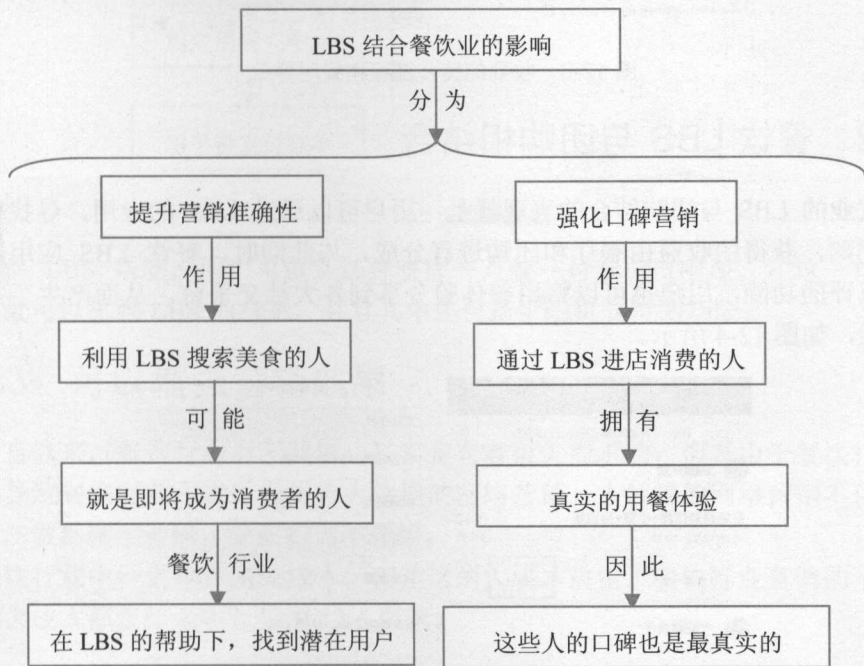 LBS 结合餐饮业的影响
分 为
提升营销准确性
强化口碑营销
作 用
作 用
利用 LBS 搜索美食的人
通过 LBS 进店消费的人
可 能
拥 有
就是即将成为消费者的人
真实的用餐体验
餐饮 行业
因 此
在 LBS 的帮助下，找到潜在用户
这些人的口碑也是最真实的